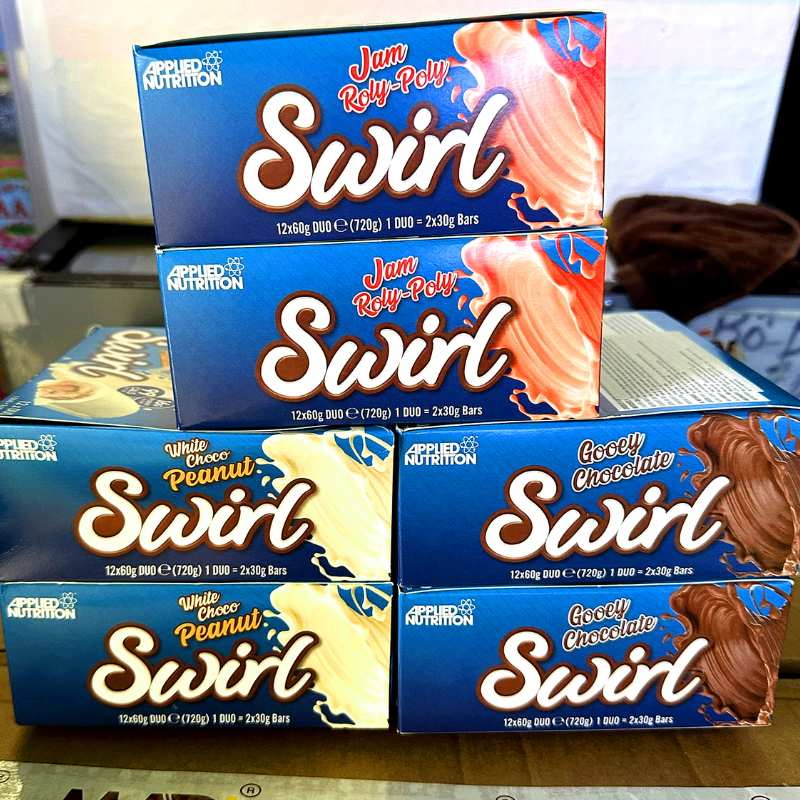 APPLIED
NUTRITION
Jam
Roly-Poly
Swirl
12x60g DUO ℮ (720g) 1 DUO = 2x30g Bars
APPLIED
NUTRITION
Jam
Roly-Poly
Swirl
12x60g DUO ℮ (720g) 1 DUO = 2x30g Bars
Swirl
APPLIED
NUTRITION
White
Choco
Peanut
Swirl
12x60g DUO ℮ (720g) 1 DUO = 2x30g Bars
APPLIED
NUTRITION
Gooey
Chocolate
Swirl
12x60g DUO ℮ (720g) 1 DUO = 2x30g Bars
APPLIED
NUTRITION
White
Choco
Peanut
Swirl
12x60g DUO ℮ (720g) 1 DUO = 2x30g Bars
APPLIED
NUTRITION
Gooey
Chocolate
Swirl
12x60g DUO ℮ (720g) 1 DUO = 2x30g Bars